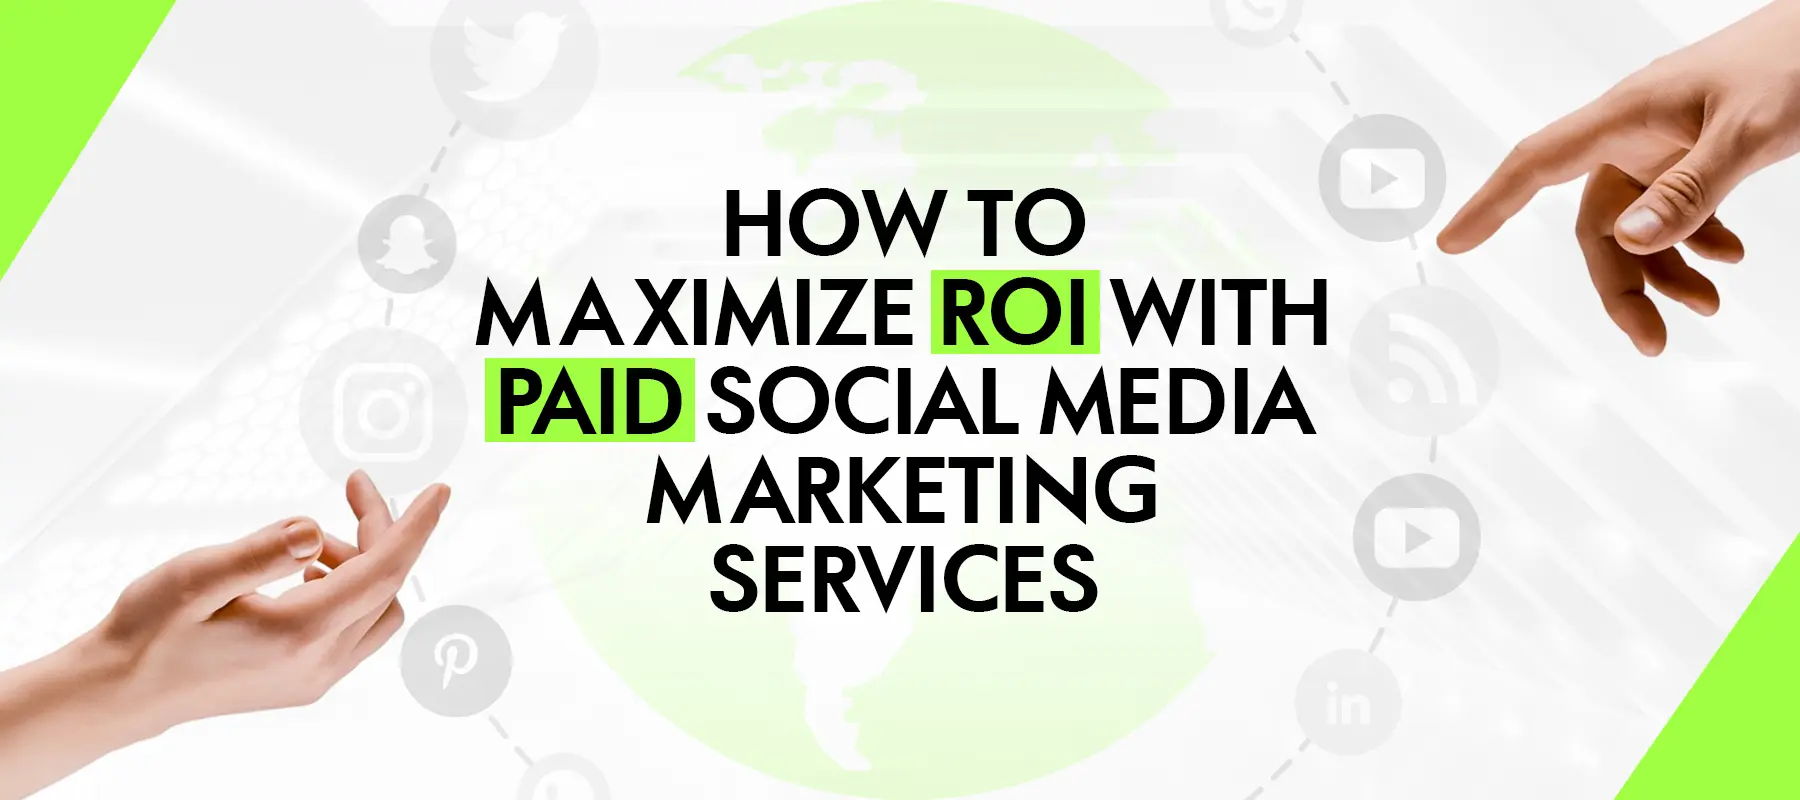 HOW TO
MAXIMIZE ROI WITH
PAID SOCIAL MEDIA
MARKETING
SERVICES